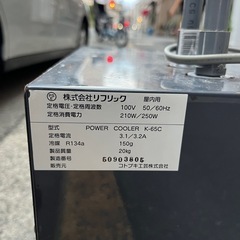 株式会社リフリック 屋内用
定格電圧・定格周波数 100V 50/60Hz
定格消費電力 210W/250W
型式 POWER COOLER K-65C
定格電流 3.1/3.2A
冷媒 R134a 150g
製品質量 20kg
製造番号 50903805
販売元 コトブキ工芸株式会社